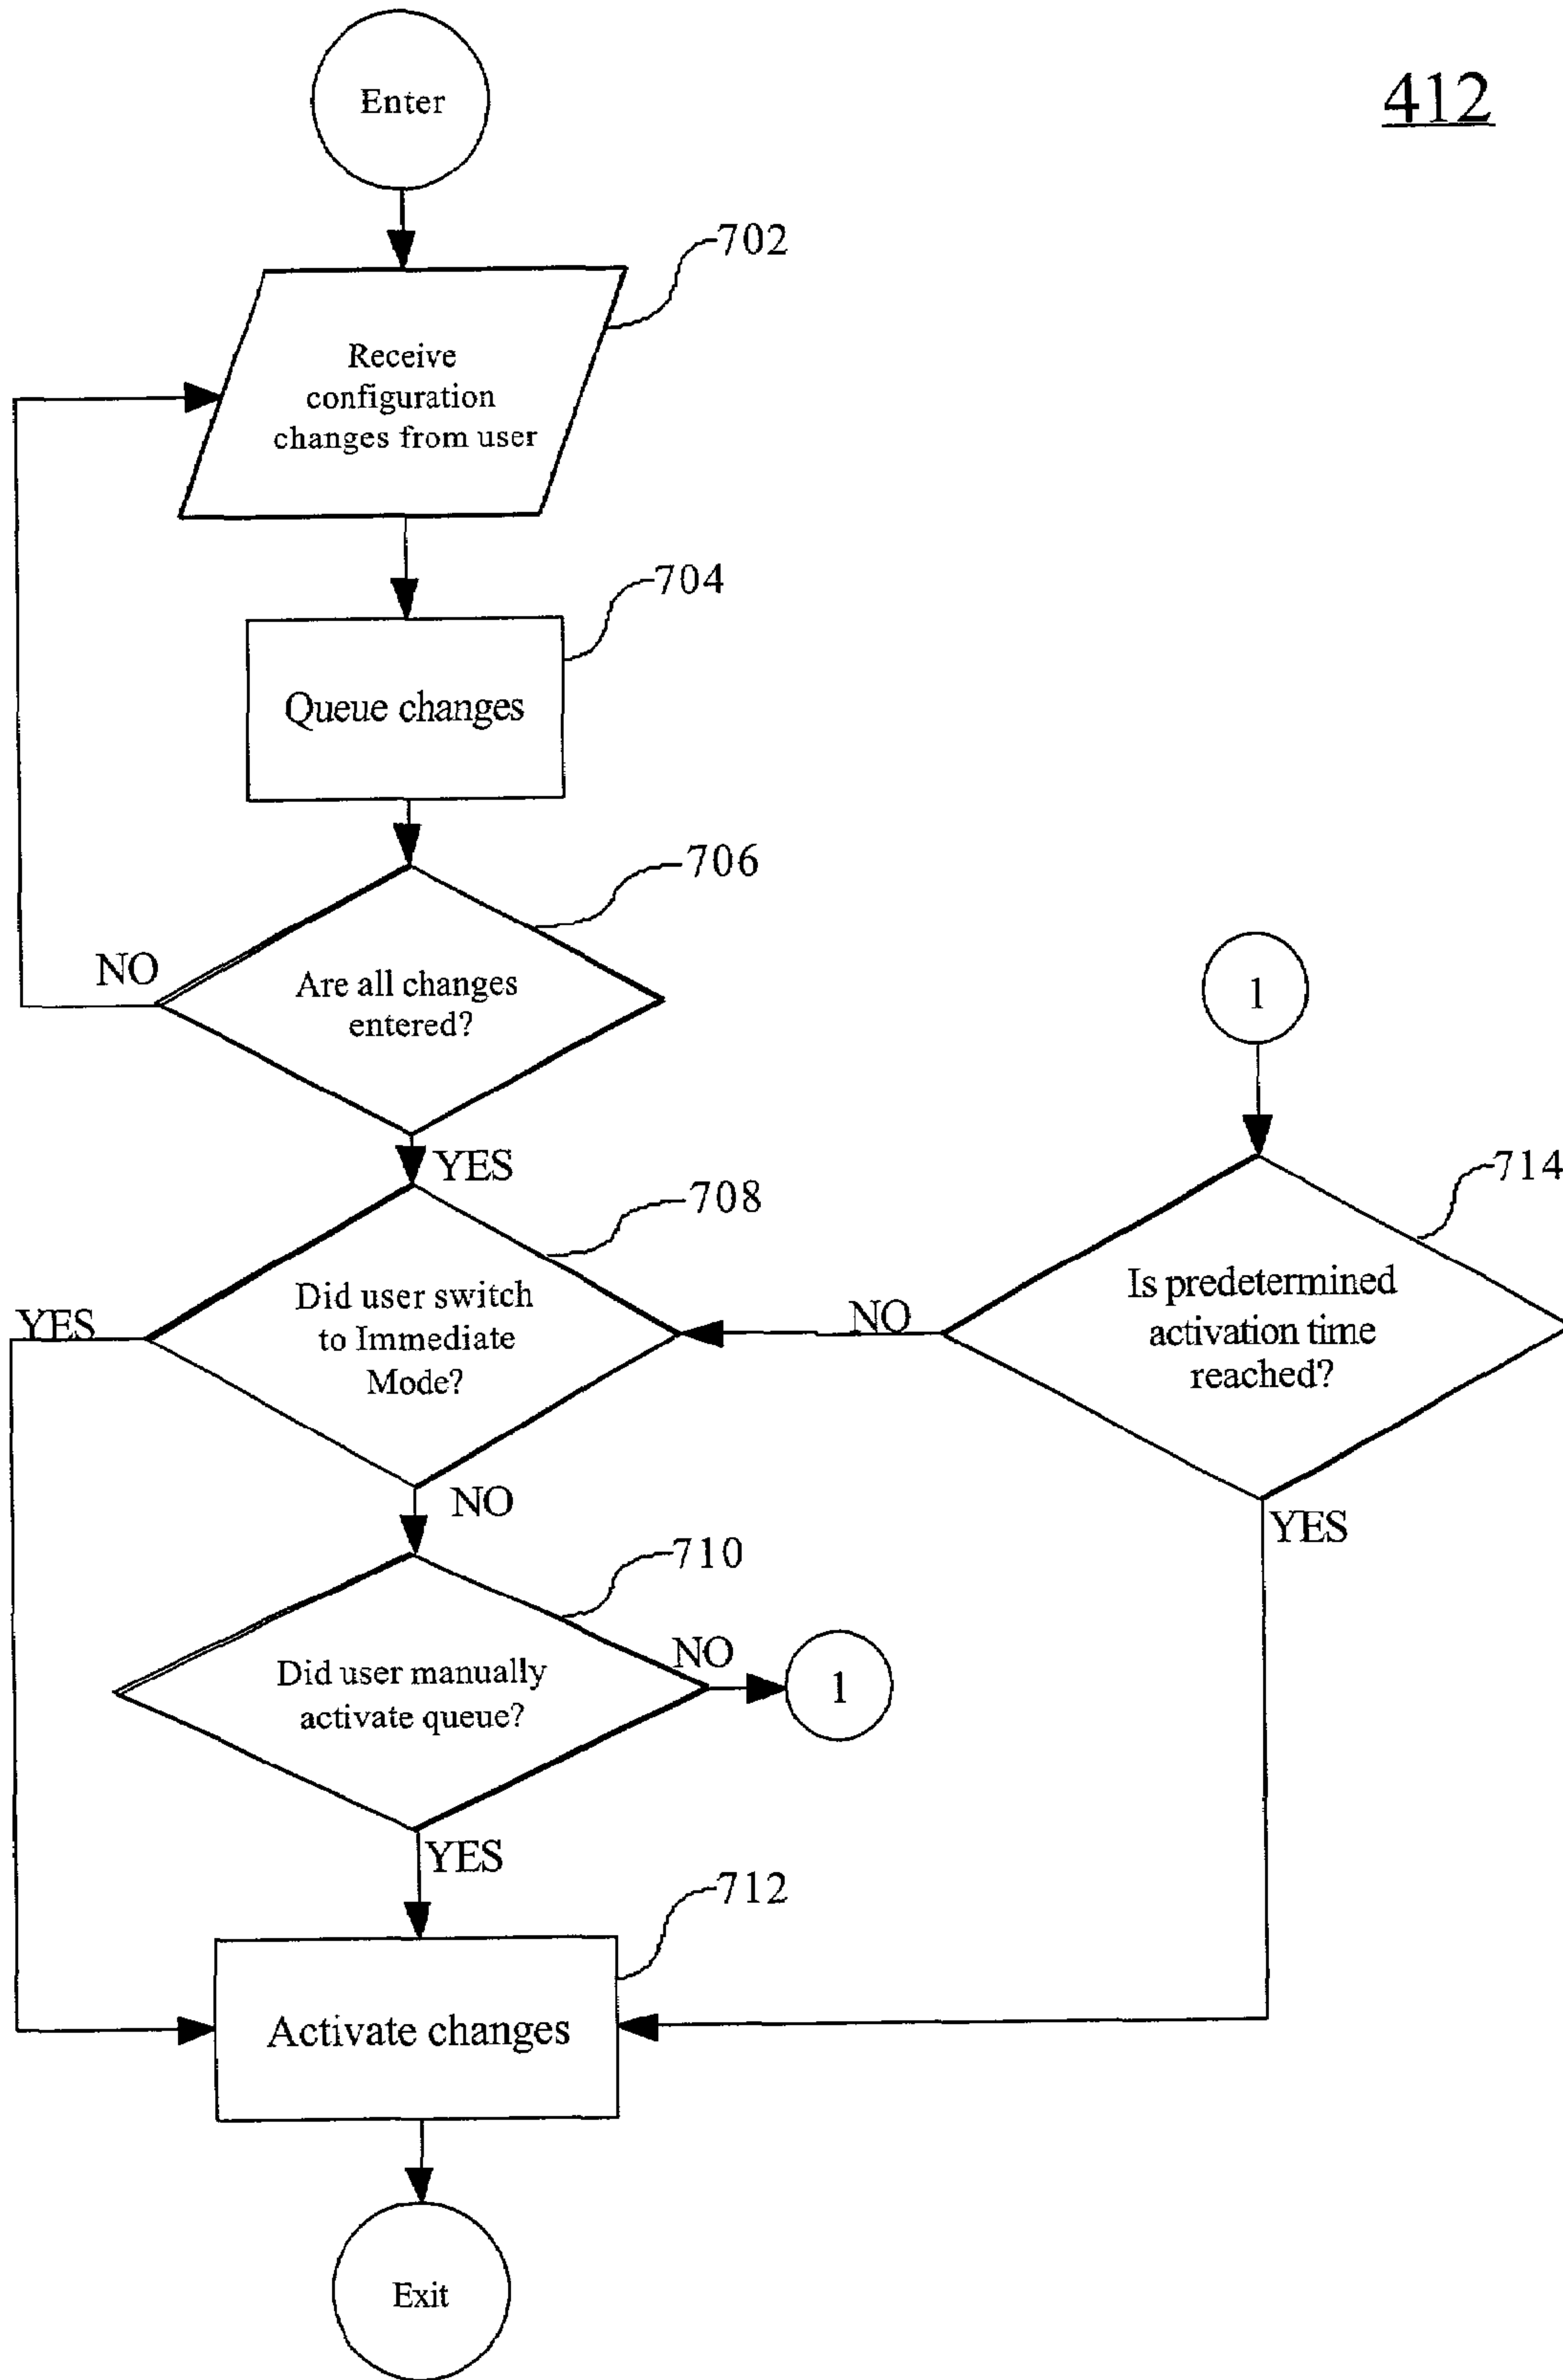 412
Enter
702
Receive
configuration
changes from user
704
Queue changes
706
NO
Are all changes
entered?
YES
1
708
714
YES
Did user switch
to Immediate
Mode?
NO
Is predetermined
activation time
reached?
NO
YES
710
Did user manually
activate queue?
NO
1
YES
712
Activate changes
Exit